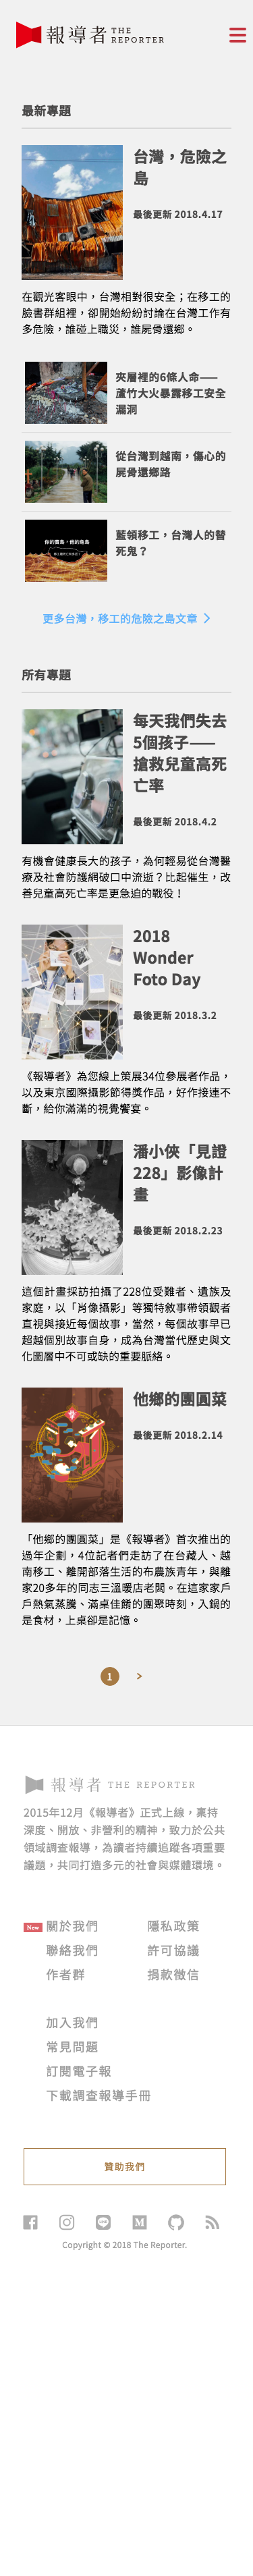 報導者 THE REPORTER
最新專題
台灣，危險之
島
最後更新 2018.4.17
在觀光客眼中，台灣相對很安全；在移工的
臉書群組裡，卻開始紛紛討論在台灣工作有
多危險，誰碰上職災，誰屍骨還鄉。
夾層裡的6條人命——
蘆竹大火暴露移工安全
漏洞
從台灣到越南，傷心的
屍骨還鄉路
你的寶島，他的危島
藍領移工，台灣人的替
死鬼？
更多台灣，移工的危險之島文章 >
所有專題
每天我們失去
5個孩子——
搶救兒童高死
亡率
最後更新 2018.4.2
有機會健康長大的孩子，為何輕易從台灣醫
療及社會防護網破口中流逝？比起催生，改
善兒童高死亡率是更急迫的戰役！
2018
Wonder
Foto Day
最後更新 2018.3.2
《報導者》為您線上策展34位參展者作品，
以及東京國際攝影節得獎作品，好作接連不
斷，給你滿滿的視覺饗宴。
潘小俠「見證
228」影像計
畫
最後更新 2018.2.23
這個計畫採訪拍攝了228位受難者、遺族及
家庭，以「肖像攝影」等獨特敘事帶領觀者
直視與接近每個故事，當然，每個故事早已
超越個別故事自身，成為台灣當代歷史與文
化圖層中不可或缺的重要脈絡。
他鄉的團圓菜
最後更新 2018.2.14
「他鄉的團圓菜」是《報導者》首次推出的
過年企劃，4位記者們走訪了在台藏人、越
南移工、離開部落生活的布農族青年，與離
家20多年的同志三溫暖店老闆。在這家家戶
戶熱氣蒸騰、滿桌佳餚的團聚時刻，入鍋的
是食材，上桌卻是記憶。
1 >
報導者 THE REPORTER
2015年12月《報導者》正式上線，稟持
深度、開放、非營利的精神，致力於公共
領域調查報導，為讀者持續追蹤各項重要
議題，共同打造多元的社會與媒體環境。
New 關於我們 隱私政策
聯絡我們 許可協議
作者群 捐款徵信
加入我們
常見問題
訂閱電子報
下載調查報導手冊
贊助我們
Copyright © 2018 The Reporter.